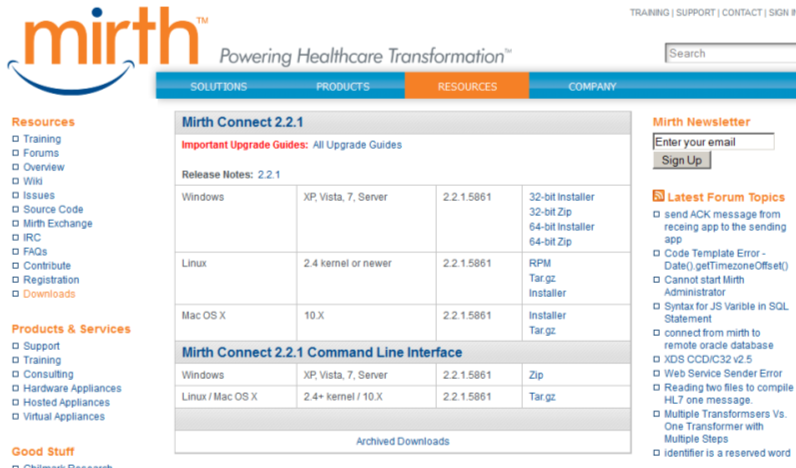 TRAINING | SUPPORT | CONTACT | SIGN IN
mirth™
Powering Healthcare Transformation℠
Search
SOLUTIONS PRODUCTS RESOURCES COMPANY
Resources
Training
Forums
Overview
Wiki
Issues
Source Code
Mirth Exchange
IRC
FAQs
Contribute
Registration
Downloads
Products & Services
Support
Training
Consulting
Hardware Appliances
Hosted Appliances
Virtual Appliances
Good Stuff
Chilmark Research
Mirth Connect 2.2.1
Important Upgrade Guides: All Upgrade Guides
Release Notes: 2.2.1
Windows XP, Vista, 7, Server 2.2.1.5861 32-bit Installer
32-bit Zip
64-bit Installer
64-bit Zip
Linux 2.4 kernel or newer 2.2.1.5861 RPM
Tar.gz
Installer
Mac OS X 10.X 2.2.1.5861 Installer
Tar.gz
Mirth Connect 2.2.1 Command Line Interface
Windows XP, Vista, 7, Server 2.2.1.5861 Zip
Linux / Mac OS X 2.4+ kernel / 10.X 2.2.1.5861 Tar.gz
Archived Downloads
Mirth Newsletter
Enter your email
Sign Up
Latest Forum Topics
send ACK message from
receing app to the sending
app
Code Template Error -
Date().getTimezoneOffset()
Cannot start Mirth
Administrator
Syntax for JS Varible in SQL
Statement
connect from mirth to
remote oracle database
XDS CCD/C32 v2.5
Web Service Sender Error
Reading two files to compile
HL7 one message.
Multiple Transformsers Vs.
One Transformer with
Multiple Steps
identifier is a reserved word